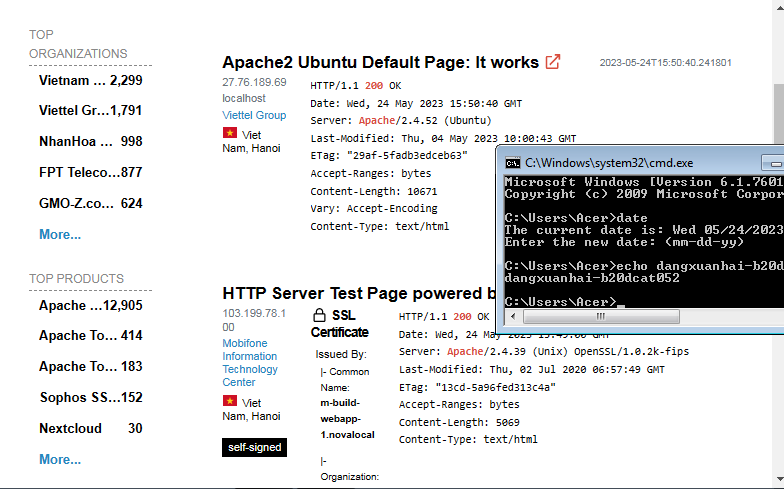 TOP
ORGANIZATIONS
Vietnam ... 2,299
Viettel Gr... 1,791
NhanHoa ... 998
FPT Teleco... 877
GMO-Z.co... 624
More...
TOP PRODUCTS
Apache ... 12,905
Apache To... 414
Apache To... 183
Sophos SS... 152
Nextcloud 30
More...
Apache2 Ubuntu Default Page: It works
2023-05-24T15:50:40.241801
27.76.189.69
localhost
Viettel Group
Viet
Nam, Hanoi
HTTP/1.1 200 OK
Date: Wed, 24 May 2023 15:50:40 GMT
Server: Apache/2.4.52 (Ubuntu)
Last-Modified: Thu, 04 May 2023 10:00:43 GMT
ETag: "29af-5fadb3edceb63"
Accept-Ranges: bytes
Content-Length: 10671
Vary: Accept-Encoding
Content-Type: text/html
HTTP Server Test Page powered b
103.199.78.1
00
Mobifone
Information
Technology
Center
Viet
Nam, Hanoi
self-signed
SSL
Certificate
Issued By:
|- Common
Name:
m-build-
webapp-
1.novalocal
|-
Organization:
HTTP/1.1 200 OK
Date: Wed, 24 May 2023 GMT
Server: Apache/2.4.39 (Unix) OpenSSL/1.0.2k-fips
Last-Modified: Thu, 02 Jul 2020 06:57:49 GMT
ETag: "13cd-5a96fed313c4a"
Accept-Ranges: bytes
Content-Length: 5069
Content-Type: text/html
C:\Windows\system32\cmd.exe
Microsoft Windows [Version 6.1.7601
Copyright (c) 2009 Microsoft Corpor
C:\Users\Acer>date
The current date is: Wed 05/24/2023
Enter the new date: (mm-dd-yy)
C:\Users\Acer>echo dangxuanhai-b20d
dangxuanhai-b20dcat052
C:\Users\Acer>_